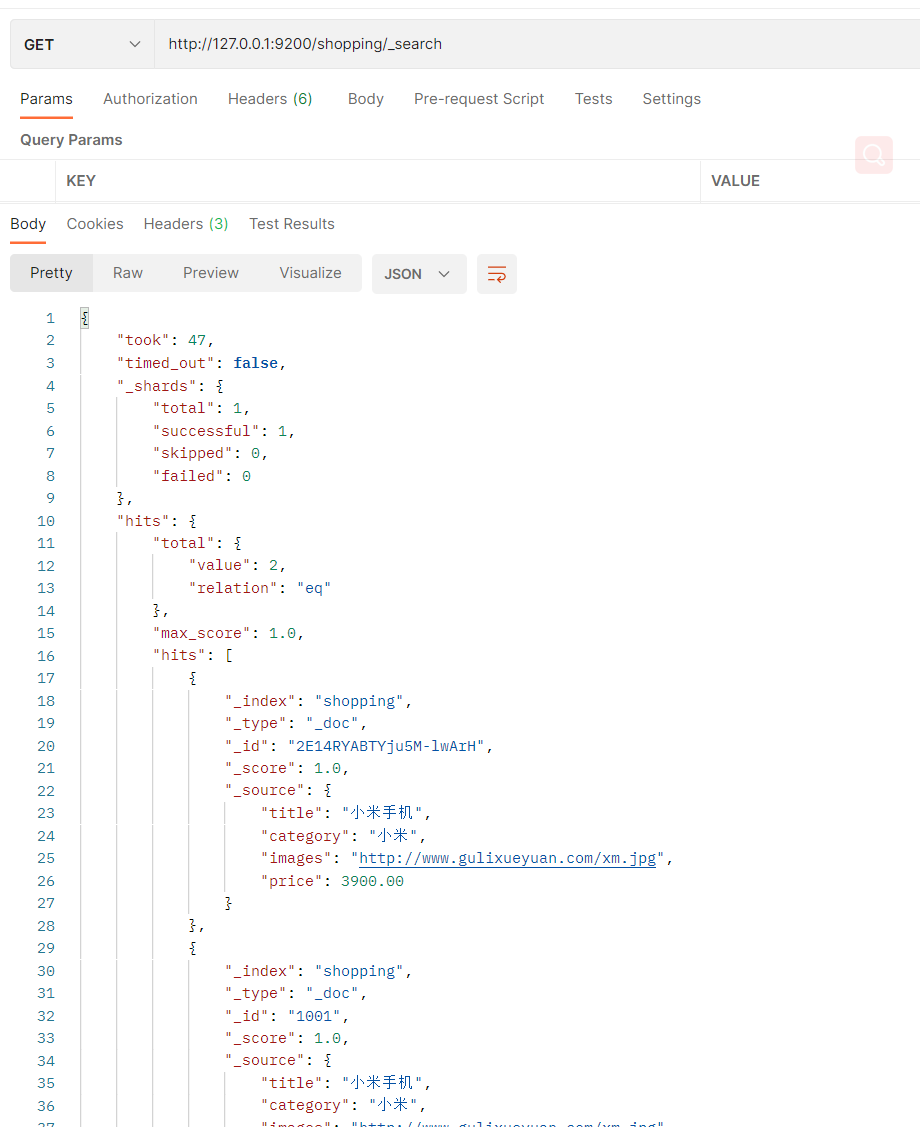 GET http://127.0.0.1:9200/shopping/_search
Params Authorization Headers (6) Body Pre-request Script Tests Settings
Query Params
KEY VALUE
Body Cookies Headers (3) Test Results
Pretty Raw Preview Visualize JSON
1 {
2 "took": 47,
3 "timed_out": false,
4 "_shards": {
5 "total": 1,
6 "successful": 1,
7 "skipped": 0,
8 "failed": 0
9 },
10 "hits": {
11 "total": {
12 "value": 2,
13 "relation": "eq"
14 },
15 "max_score": 1.0,
16 "hits": [
17 {
18 "_index": "shopping",
19 "_type": "_doc",
20 "_id": "2E14RYABTYju5M-lwArH",
21 "_score": 1.0,
22 "_source": {
23 "title": "小米手机",
24 "category": "小米",
25 "images": "http://www.gulixueyuan.com/xm.jpg",
26 "price": 3900.00
27 }
28 },
29 {
30 "_index": "shopping",
31 "_type": "_doc",
32 "_id": "1001",
33 "_score": 1.0,
34 "_source": {
35 "title": "小米手机",
36 "category": "小米",
37 "images": "http://www.gulixueyuan.com/xm.jpg"